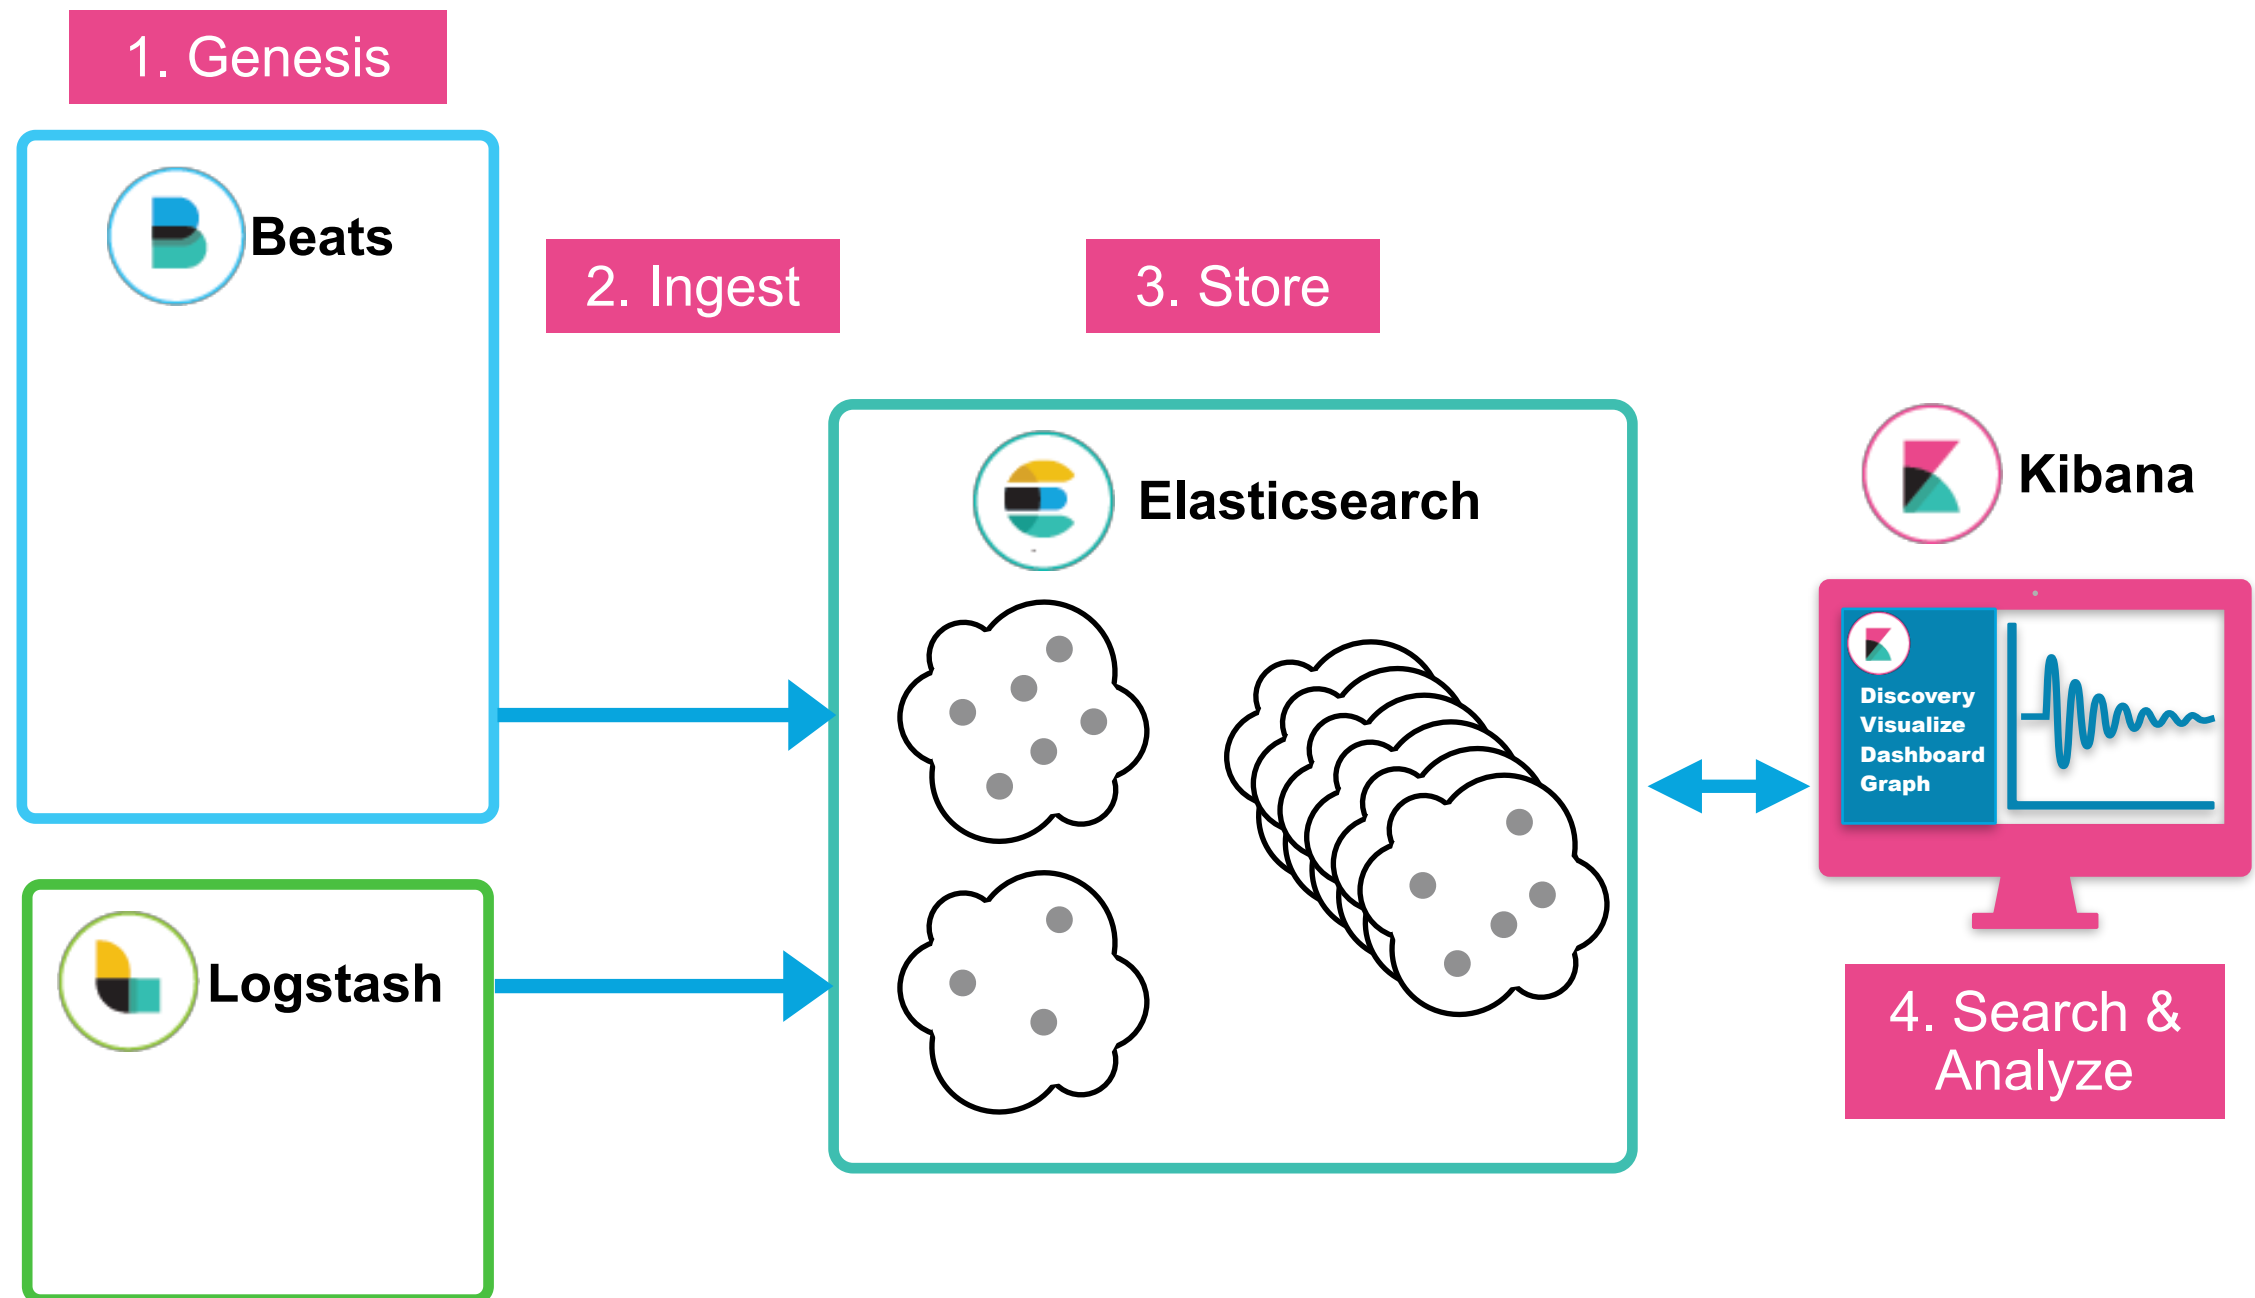 1. Genesis
Beats
2. Ingest
3. Store
Elasticsearch
Kibana
Discovery
Visualize
Dashboard
Graph
Logstash
4. Search &
Analyze